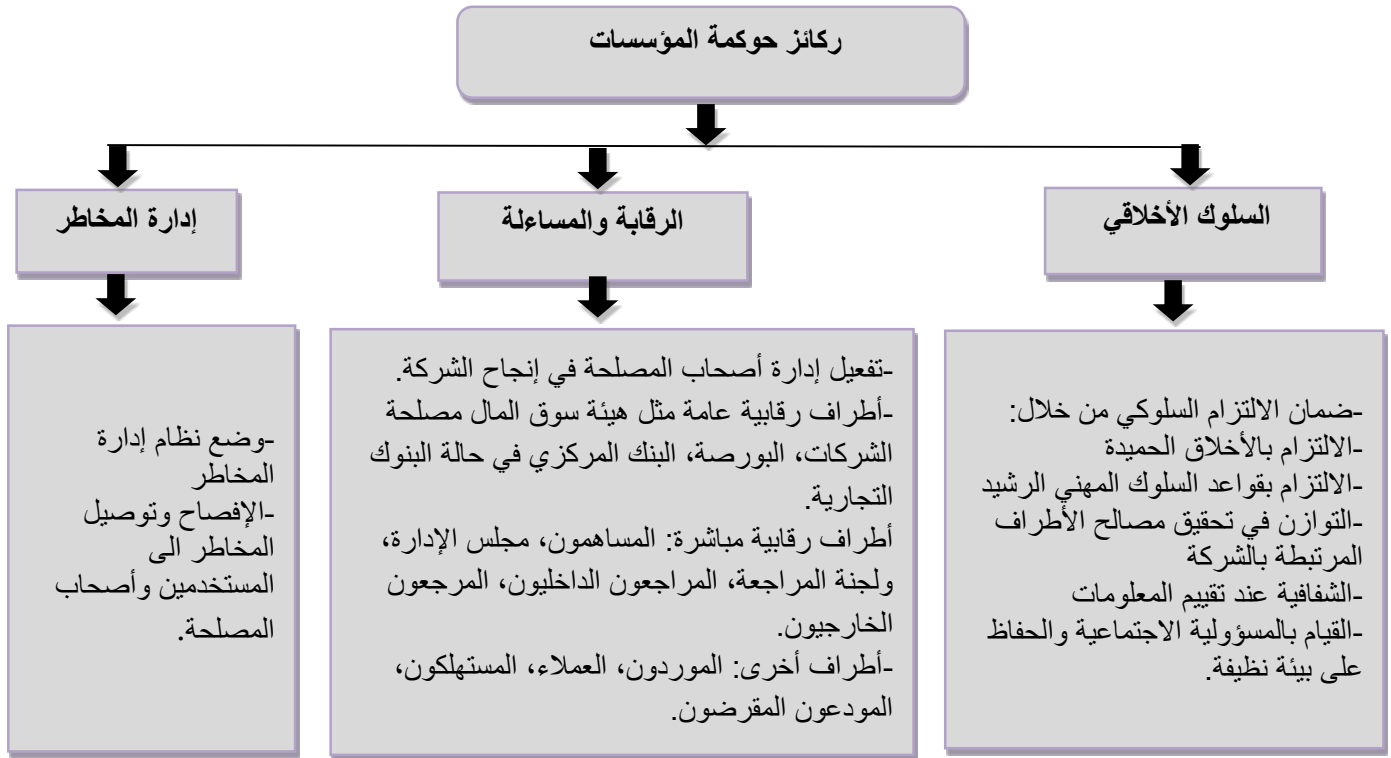 ركائز حوكمة المؤسسات
السلوك الأخلاقي
الرقابة والمساءلة
إدارة المخاطر
-ضمان الالتزام السلوكي من خلال:
-الالتزام بالأخلاق الحميدة
-الالتزام بقواعد السلوك المهني الرشيد
-التوازن في تحقيق مصالح الأطراف
المرتبطة بالشركة
-الشفافية عند تقييم المعلومات
-القيام بالمسؤولية الاجتماعية والحفاظ
على بيئة نظيفة.
-تفعيل إدارة أصحاب المصلحة في إنجاح الشركة.
-أطراف رقابية عامة مثل هيئة سوق المال مصلحة
الشركات، البورصة، البنك المركزي في حالة البنوك
التجارية.
أطراف رقابية مباشرة: المساهمون، مجلس الإدارة،
ولجنة المراجعة، المراجعون الداخليون، المرجعون
الخارجيون.
-أطراف أخرى: الموردون، العملاء، المستهلكون،
المودعون المقرضون.
-وضع نظام إدارة
المخاطر
-الإفصاح وتوصيل
المخاطر الى
المستخدمين وأصحاب
المصلحة.